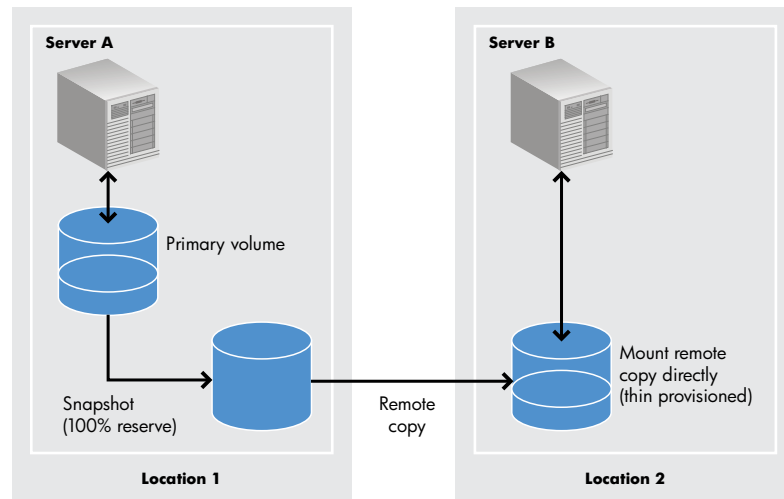 Server A
Primary volume
Snapshot
(100% reserve)
Location 1
Remote
copy
Server B
Mount remote
copy directly
(thin provisioned)
Location 2